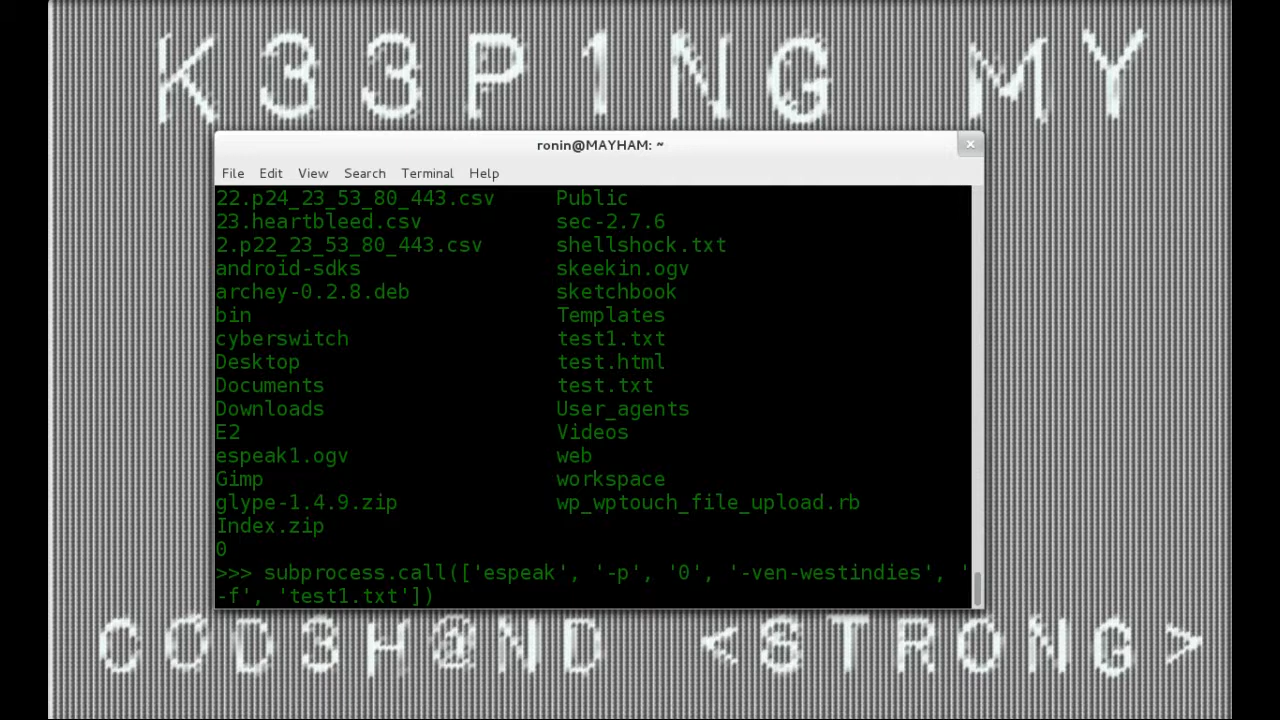 K33P1NG MY
ronin@MAYHAM: ~
File Edit View Search Terminal Help
22.p24_23_53_80_443.csv Public
23.heartbleed.csv sec-2.7.6
2.p22_23_53_80_443.csv shellshock.txt
android-sdks skeekin.ogv
archey-0.2.8.deb sketchbook
bin Templates
cyberswitch test1.txt
Desktop test.html
Documents test.txt
Downloads User_agents
E2 Videos
espeak1.ogv web
Gimp workspace
glype-1.4.9.zip wp_wptouch_file_upload.rb
Index.zip
0
>>> subprocess.call(['espeak', '-p', '0', '-ven-westindies', '
-f', 'test1.txt'])
C0D3H@ND <STR0NG>